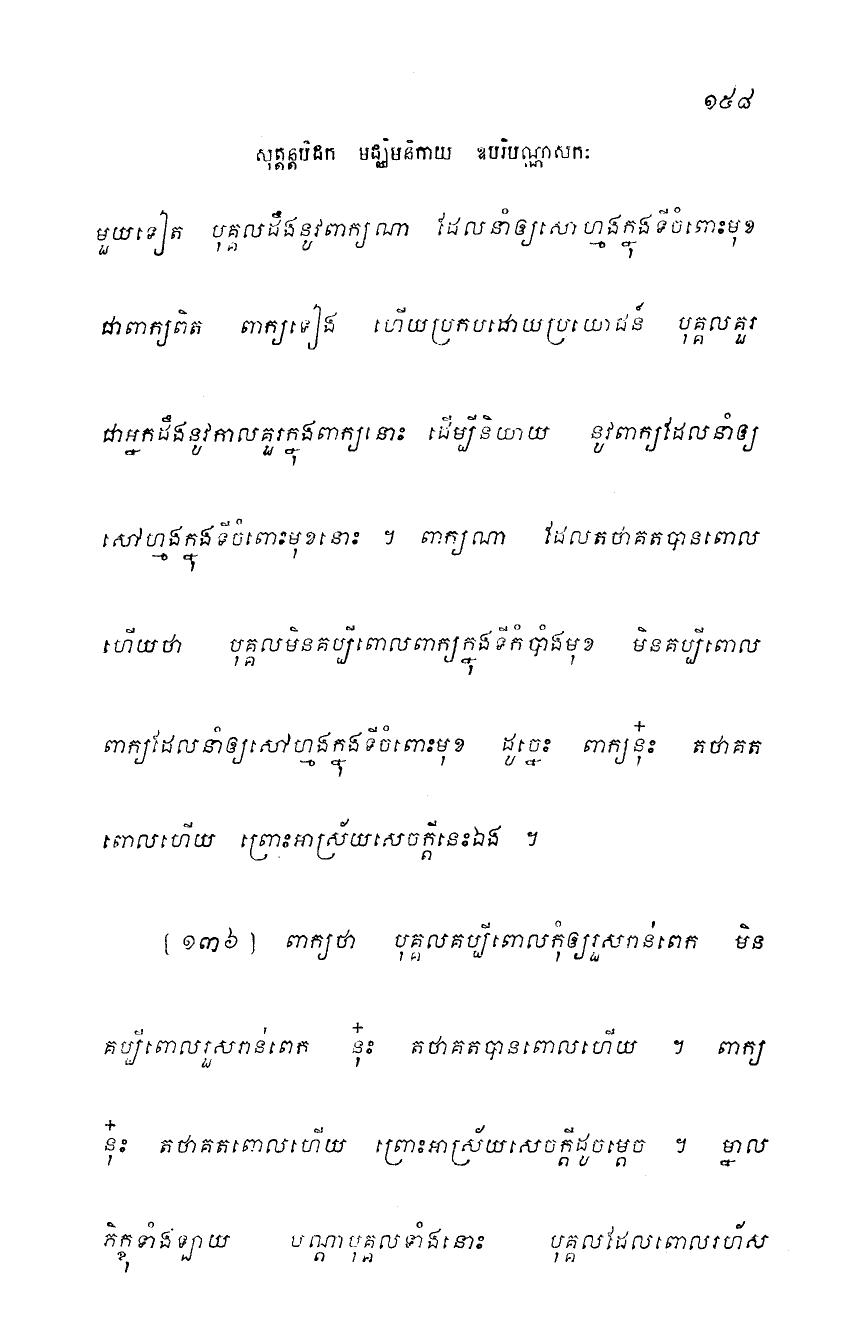 ១៥៨
សុត្តន្តបិដក មជ្ឈិមនិកាយ ឧបរិបណ្ណាសកៈ
មួយទៀត បុគ្គលដឹងនូវពាក្យណា ដែលនាំឲ្យសៅហ្មងក្នុងទីចំពោះមុខ
ជាពាក្យពិត ពាក្យទៀង ហើយប្រកបដោយប្រយោជន៍ បុគ្គលគួរ
ជាអ្នកដឹងនូវកាលគួរក្នុងពាក្យនោះ ដើម្បីនិយាយ នូវពាក្យដែលនាំឲ្យ
សៅហ្មងក្នុងទីចំពោះមុខនោះ ។ ពាក្យណា ដែលតថាគតបានពោល
ហើយថា បុគ្គលមិនគប្បីពោលពាក្យក្នុងទីកំបាំងមុខ មិនគប្បីពោល
ពាក្យដែលនាំឲ្យសៅហ្មងក្នុងទីចំពោះមុខ ដូច្នេះ ពាក្យនុ៎ះ តថាគត
ពោលហើយ ព្រោះអាស្រ័យសេចក្តីនេះឯង ។
(១៣៦) ពាក្យថា បុគ្គលគប្បីពោលកុំឲ្យរួសរាន់ពេក មិន
គប្បីពោលរួសរាន់ពេក នុ៎ះ តថាគតបានពោលហើយ ។ ពាក្យ
នុ៎ះ តថាគតពោលហើយ ព្រោះអាស្រ័យសេចក្តីដូចម្តេច ។ ម្នាល
ភិក្ខុទាំងឡាយ បណ្តាបុគ្គលទាំងនោះ បុគ្គលដែលពោលរហ័ស